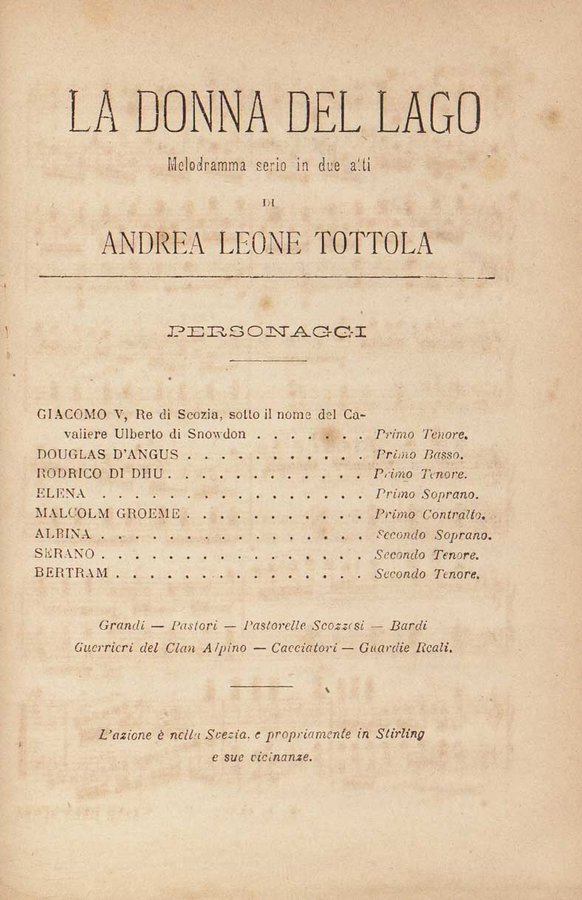 LA DONNA DEL LAGO
Melodramma serio in due atti
DI
ANDREA LEONE TOTTOLA
PERSONAGGI
GIACOMO V, Re di Scozia, sotto il nome del Ca-
valiere Ulberto di Snowdon . . . . . . . Primo Tenore.
DOUGLAS D'ANGUS . . . . . . . . . . . Primo Basso.
RODRICO DI DHU . . . . . . . . . . . . Primo Tenore.
ELENA . . . . . . . . . . . . . . . Primo Soprano.
MALCOLM GROEME . . . . . . . . . . . Primo Contralto.
ALBINA . . . . . . . . . . . . . . . Secondo Soprano.
SERANO . . . . . . . . . . . . . . . Secondo Tenore.
BERTRAM . . . . . . . . . . . . . . Secondo Tenore.
Grandi — Pastori — Pastorelle Scozzesi — Bardi
Guerrieri del Clan Alpino — Cacciatori — Guardie Reali.
L'azione è nella Scezia, e propriamente in Stirling
e sue vicinanze.